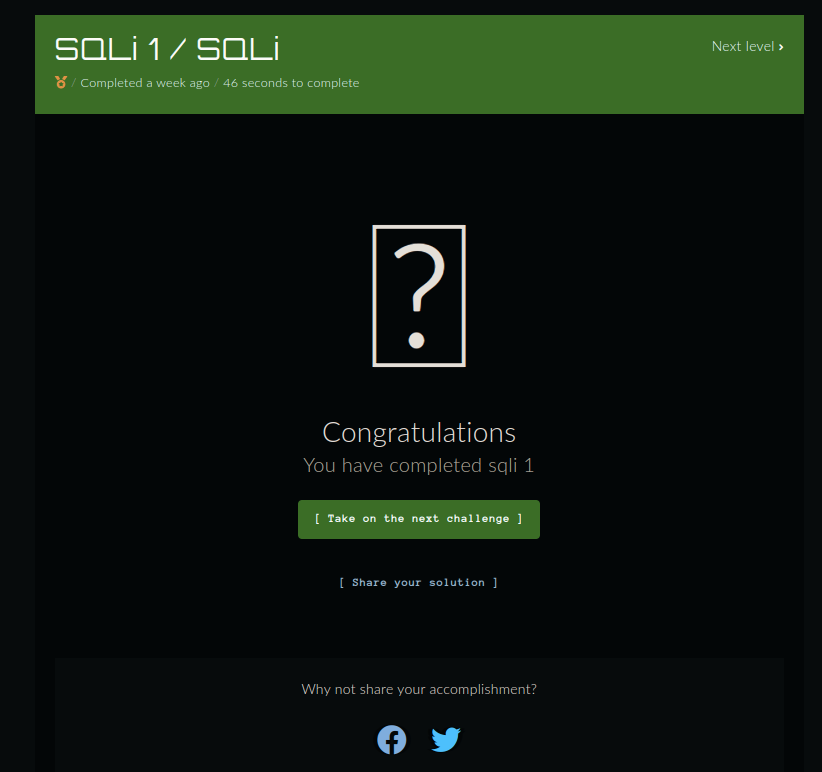 SQLi 1 / SQLi
Next level ›
/ Completed a week ago / 46 seconds to complete
?
Congratulations
You have completed sqli 1
[ Take on the next challenge ]
[ Share your solution ]
Why not share your accomplishment?